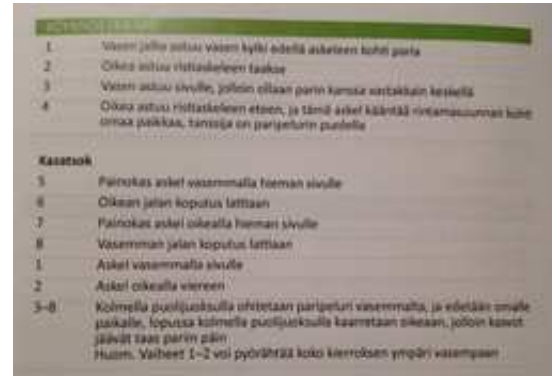 1 Vasen jalka astuu vasen kylki edellä askeleen kohti paria
2 Oikea astuu ristiaskeleen taakse
3 Vasen astuu sivulle, jolloin ollaan parin kanssa vastakkain keskellä
4 Oikea astuu ristiaskeleen eteen, ja tämä askel kääntää rintamasuunnan kohti
omaa paikkaa, tanssija on paripelurin puolella
Kasatsok
5 Painokas askel vasemmalla hieman sivulle
6 Oikean jalan koputus lattiaan
7 Painokas askel oikealla hieman sivulle
8 Vasemman jalan koputus lattiaan
1 Askel vasemmalla sivulle
2 Askel oikealla viereen
3–8 Kolmella puolijuoksulla ohitetaan paripeluri vasemmalta, ja edetään omalle
paikalle, lopussa kolmella puolijuoksulla kaarretaan oikeaan, jolloin
jäävät taas pariin päin
Huom. Vaiheet 1–2 voi pyörähtää koko kierroksen ympäri vasempaan